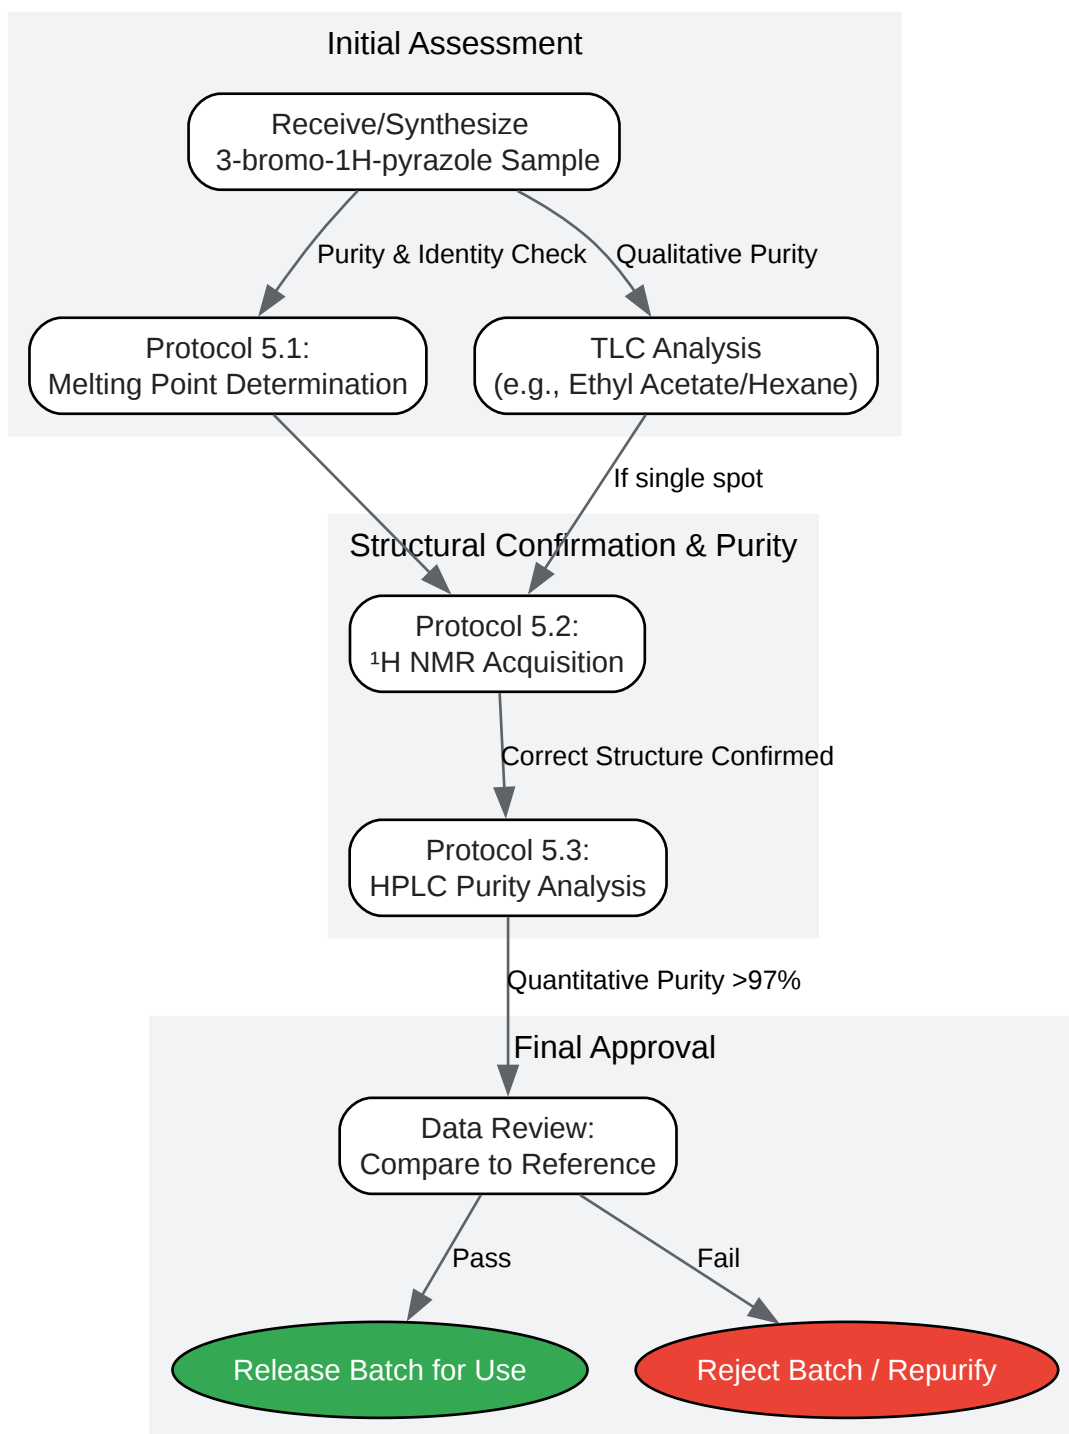 Initial Assessment
Receive/Synthesize
3-bromo-1H-pyrazole Sample
Purity & Identity Check
Qualitative Purity
Protocol 5.1:
Melting Point Determination
TLC Analysis
(e.g., Ethyl Acetate/Hexane)
If single spot
Structural Confirmation & Purity
Protocol 5.2:
¹H NMR Acquisition
Correct Structure Confirmed
Protocol 5.3:
HPLC Purity Analysis
Quantitative Purity >97%
Final Approval
Data Review:
Compare to Reference
Pass
Fail
Release Batch for Use
Reject Batch / Repurify